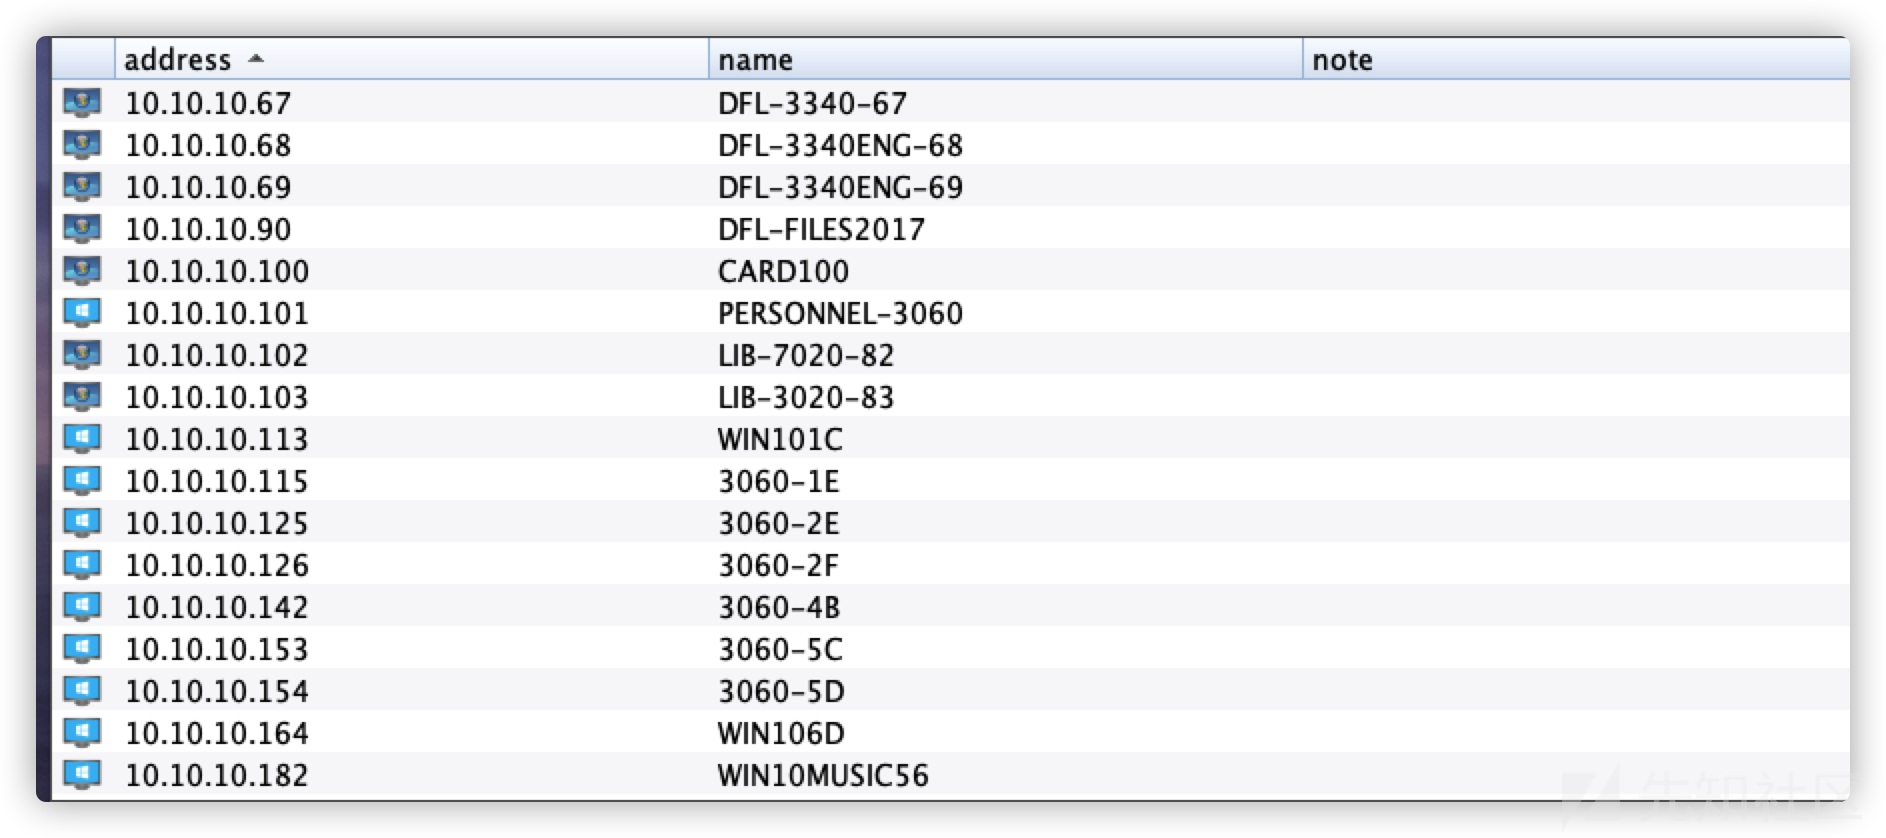 address name note
10.10.10.67 DFL-3340-67
10.10.10.68 DFL-3340ENG-68
10.10.10.69 DFL-3340ENG-69
10.10.10.90 DFL-FILES2017
10.10.10.100 CARD100
10.10.10.101 PERSONNEL-3060
10.10.10.102 LIB-7020-82
10.10.10.103 LIB-3020-83
10.10.10.113 WIN101C
10.10.10.115 3060-1E
10.10.10.125 3060-2E
10.10.10.126 3060-2F
10.10.10.142 3060-4B
10.10.10.153 3060-5C
10.10.10.154 3060-5D
10.10.10.164 WIN106D
10.10.10.182 WIN10MUSIC56
先知社区